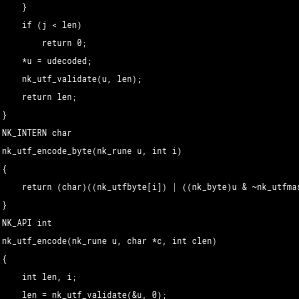 }
if (j < len)
return 0;
*u = udecoded;
nk_utf_validate(u, len);
return len;
}
NK_INTERN char
nk_utf_encode_byte(nk_rune u, int i)
{
return (char)((nk_utfbyte[i]) | ((nk_byte)u & ~nk_utfmas
}
NK_API int
nk_utf_encode(nk_rune u, char *c, int clen)
{
int len, i;
len = nk_utf_validate(&u, 0);